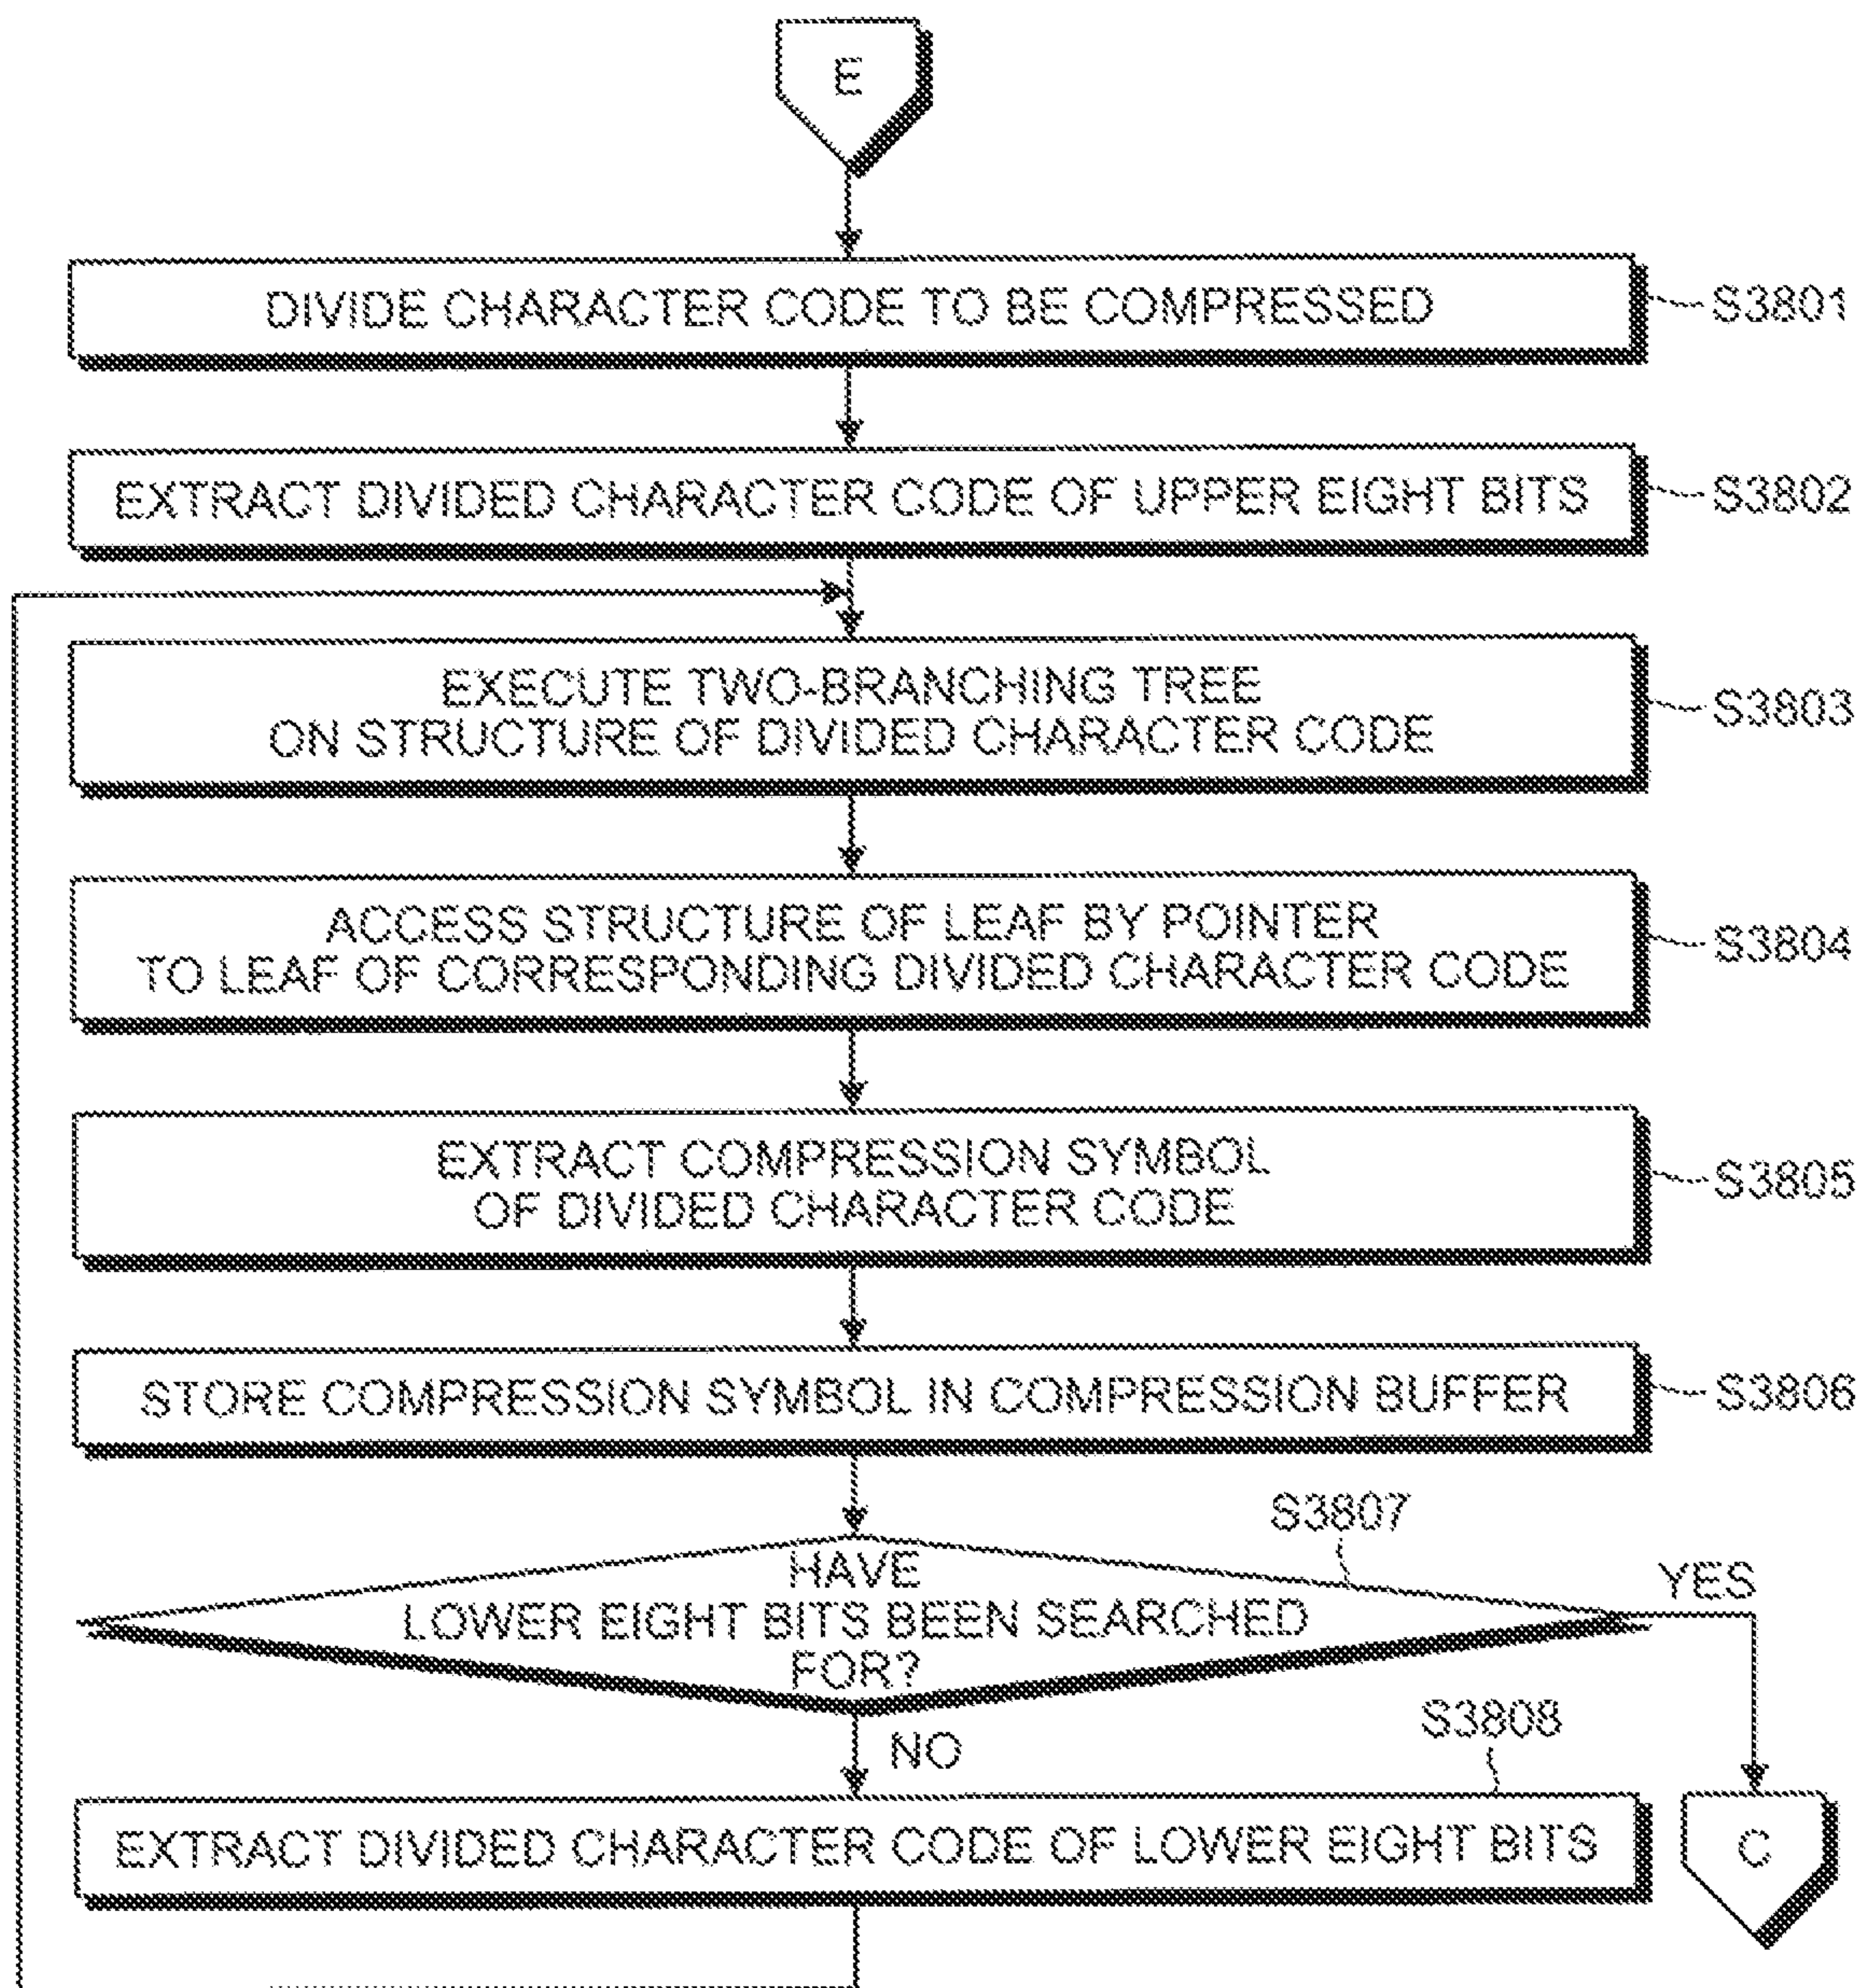 E
DIVIDE CHARACTER CODE TO BE COMPRESSED
S3801
EXTRACT DIVIDED CHARACTER CODE OF UPPER EIGHT BITS
S3802
EXECUTE TWO-BRANCHING TREE
ON STRUCTURE OF DIVIDED CHARACTER CODE
S3803
ACCESS STRUCTURE OF LEAF BY POINTER
TO LEAF OF CORRESPONDING DIVIDED CHARACTER CODE
S3804
EXTRACT COMPRESSION SYMBOL
OF DIVIDED CHARACTER CODE
S3805
STORE COMPRESSION SYMBOL IN COMPRESSION BUFFER
S3806
S3807
HAVE
LOWER EIGHT BITS BEEN SEARCHED
FOR?
YES
NO
S3808
EXTRACT DIVIDED CHARACTER CODE OF LOWER EIGHT BITS
C